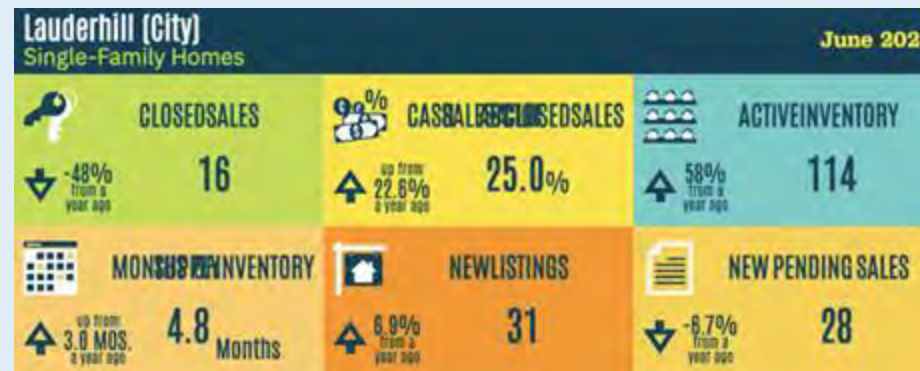 Lauderhill (City)
Single-Family Homes
June 202
CLOSEDSALES
-48%
from a
year ago
16
%
up from
22.6%
a year ago
25.0%
ACTIVEINVENTORY
58%
from a
year ago
114
INVENTORY
up from
3.0 MOS.
a year ago
4.8 Months
NEWLISTINGS
6.9%
from a
year ago
31
NEW PENDING SALES
-6.7%
from a
year ago
28